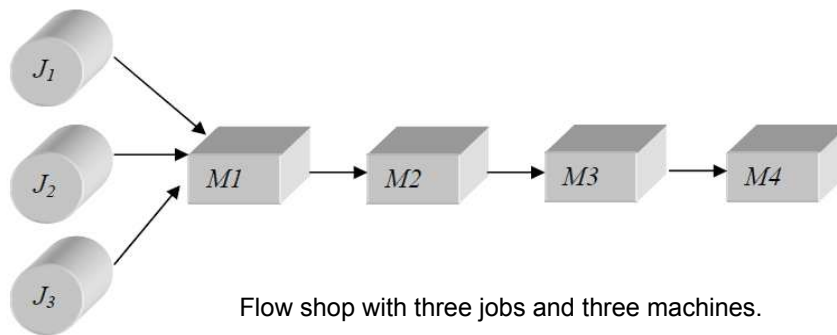 J1
J2
J3
M1
M2
M3
M4
Flow shop with three jobs and three machines.